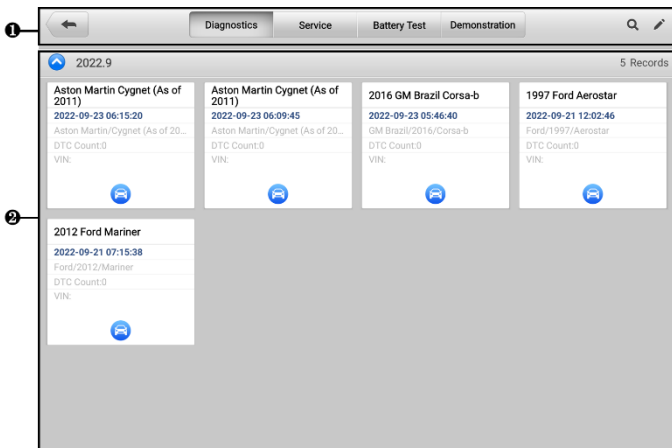 ❶
Diagnostics Service Battery Test Demonstration
2022.9 5 Records
Aston Martin Cygnet (As of 2011)
2022-09-23 06:15:20
Aston Martin/Cygnet (As of 20...
DTC Count:0
VIN:
Aston Martin Cygnet (As of 2011)
2022-09-23 06:09:45
Aston Martin/Cygnet (As of 20...
DTC Count:0
VIN:
2016 GM Brazil Corsa-b
2022-09-23 05:46:40
GM Brazil/2016/Corsa-b
DTC Count:0
VIN:
1997 Ford Aerostar
2022-09-21 12:02:46
Ford/1997/Aerostar
DTC Count:0
VIN:
❷
2012 Ford Mariner
2022-09-21 07:15:38
Ford/2012/Mariner
DTC Count:0
VIN: